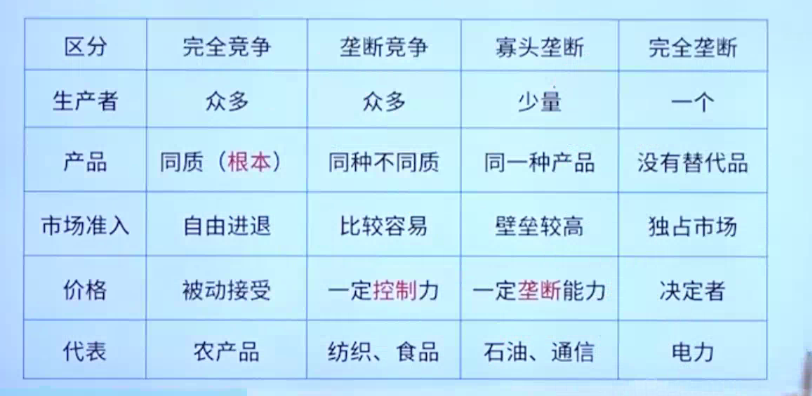 区分 完全竞争 垄断竞争 寡头垄断 完全垄断
生产者 众多 众多 少量 一个
产品 同质（根本） 同种不同质 同一种产品 没有替代品
市场准入 自由进退 比较容易 壁垒较高 独占市场
价格 被动接受 一定控制力 一定垄断能力 决定者
代表 农产品 纺织、食品 石油、通信 电力